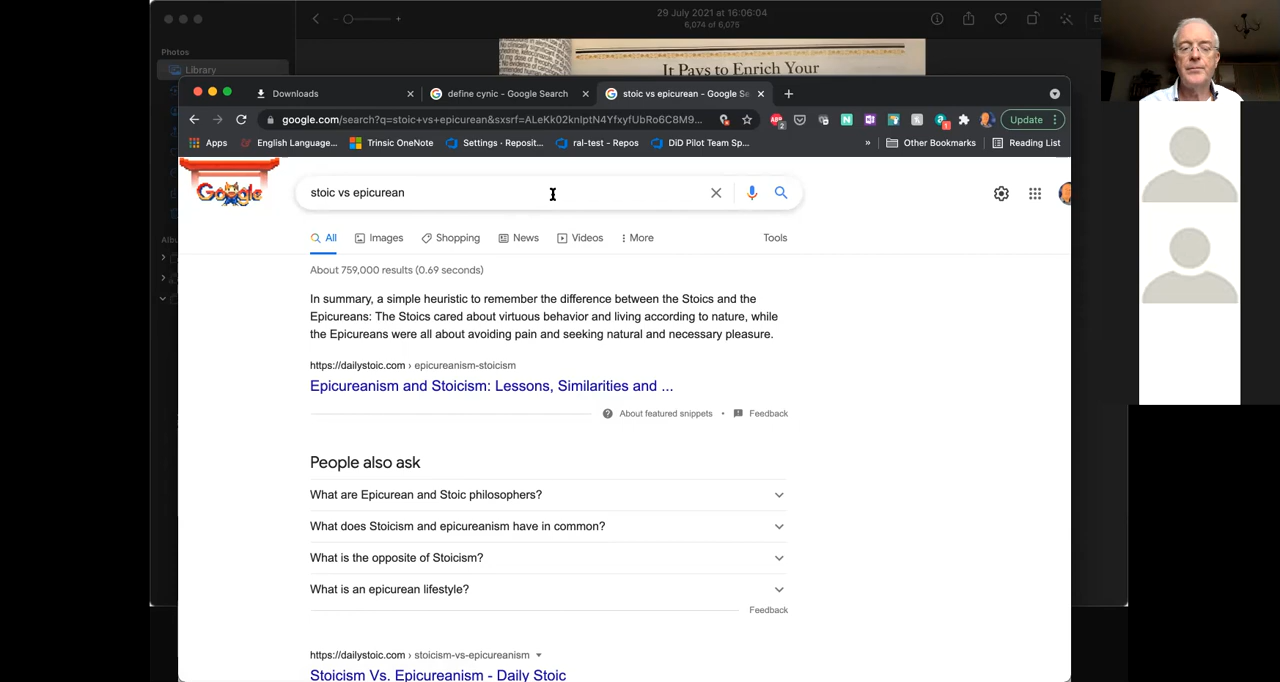 29 July 2021 at 16:06:04
6,074 of 6,075
Photos
Library
It Pays to Enrich Your
Downloads
define cynic - Google Search
stoic vs epicurean - Google Se
google.com/search?q=stoic+vs+epicurean&sxsrf=ALeKk02knlptN4YfxyfUbRo6C8M9...
Update
Apps
English Language...
Trinsic OneNote
Settings · Reposit...
ral-test - Repos
DiD Pilot Team Sp...
»
Other Bookmarks
Reading List
Google
stoic vs epicurean
All
Images
Shopping
News
Videos
More
Tools
About 759,000 results (0.69 seconds)
In summary, a simple heuristic to remember the difference between the Stoics and the
Epicureans: The Stoics cared about virtuous behavior and living according to nature, while
the Epicureans were all about avoiding pain and seeking natural and necessary pleasure.
https://dailystoic.com › epicureanism-stoicism
Epicureanism and Stoicism: Lessons, Similarities and ...
About featured snippets
•
Feedback
People also ask
What are Epicurean and Stoic philosophers?
What does Stoicism and epicureanism have in common?
What is the opposite of Stoicism?
What is an epicurean lifestyle?
Feedback
https://dailystoic.com › stoicism-vs-epicureanism
Stoicism Vs. Epicureanism - Daily Stoic